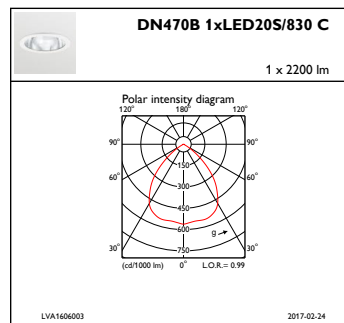 DN470B 1xLED20S/830 C
1 x 2200 lm
Polar intensity diagram
120° 180° 120°
90° 90°
150
60° 60°
300
450
600
g
750
30° 30°
(cd/1000 lm) 0° L.O.R.= 0.99
LVA1606003 2017-02-24